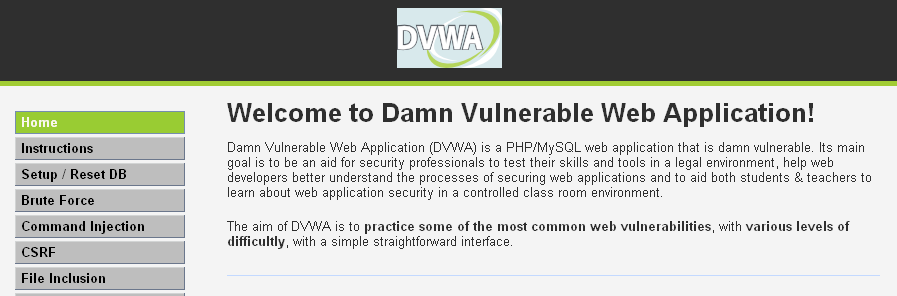 DVWA
Home
Instructions
Setup / Reset DB
Brute Force
Command Injection
CSRF
File Inclusion
Welcome to Damn Vulnerable Web Application!
Damn Vulnerable Web Application (DVWA) is a PHP/MySQL web application that is damn vulnerable. Its main
goal is to be an aid for security professionals to test their skills and tools in a legal environment, help web
developers better understand the processes of securing web applications and to aid both students & teachers to
learn about web application security in a controlled class room environment.
The aim of DVWA is to practice some of the most common web vulnerabilities, with various levels of
difficultly, with a simple straightforward interface.